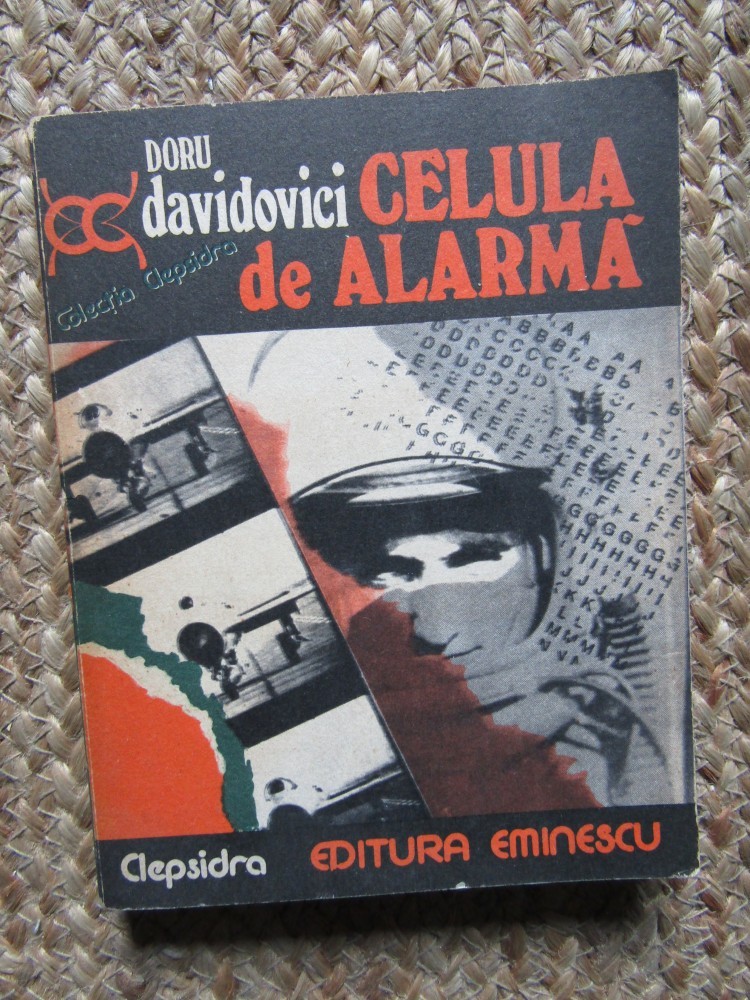 DORU
davidovici CELULA
de ALARMĂ
Colecția Clepsidra
Clepsidra EDITURA EMINESCU